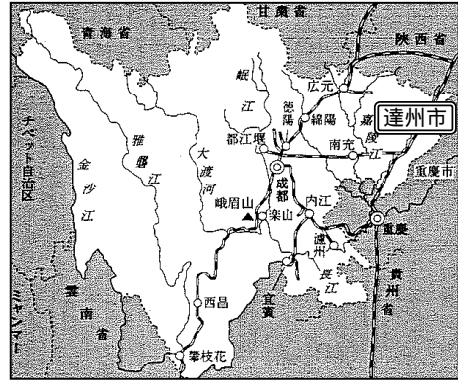 甘粛省
青海省
陝西省
広元
岷江
徳陽
綿陽
嘉陵江
達州市
チベット自治区
雅礱江
大渡河
都江堰
南充
金沙江
成都
重慶市
峨眉山
楽山
内江
重慶
瀘州
長江
宜賓
貴州省
雲南省
西昌
ミャンマー
攀枝花